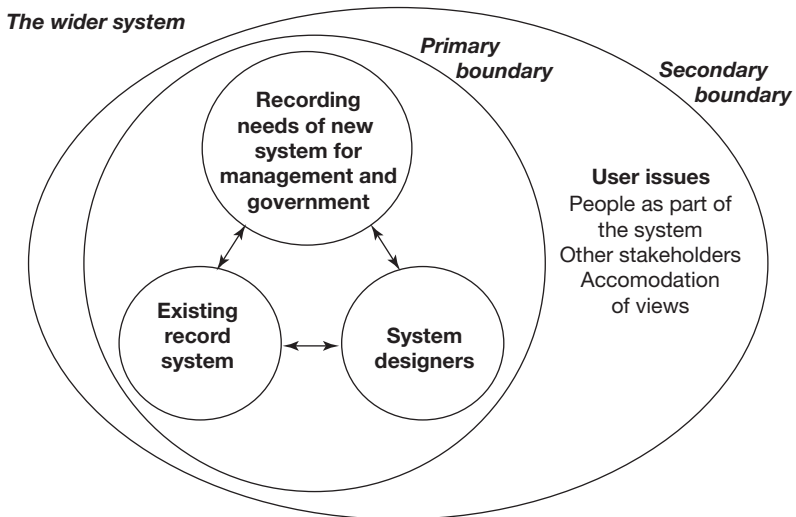 The wider system
Primary
boundary
Secondary
boundary
Recording
needs of new
system for
management and
government
User issues
People as part of
the system
Other stakeholders
Accomodation
of views
Existing
record
system
System
designers